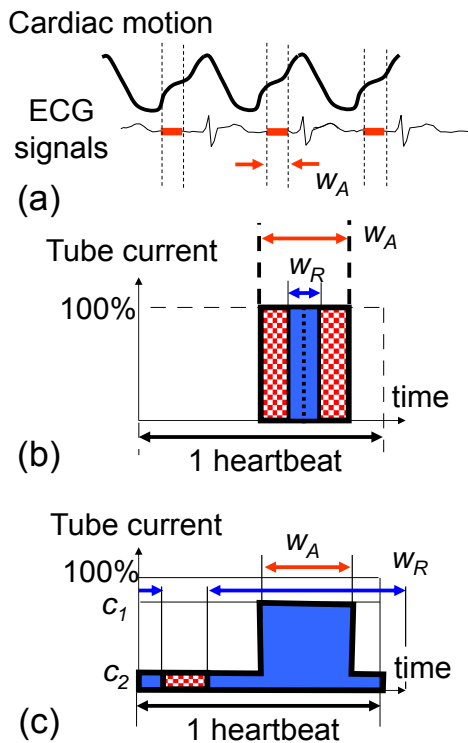 Cardiac motion
ECG
signals
w_A
(a)
Tube current
w_A
w_R
100%
time
1 heartbeat
(b)
Tube current
100%
w_A
w_R
c_1
c_2
time
1 heartbeat
(c)